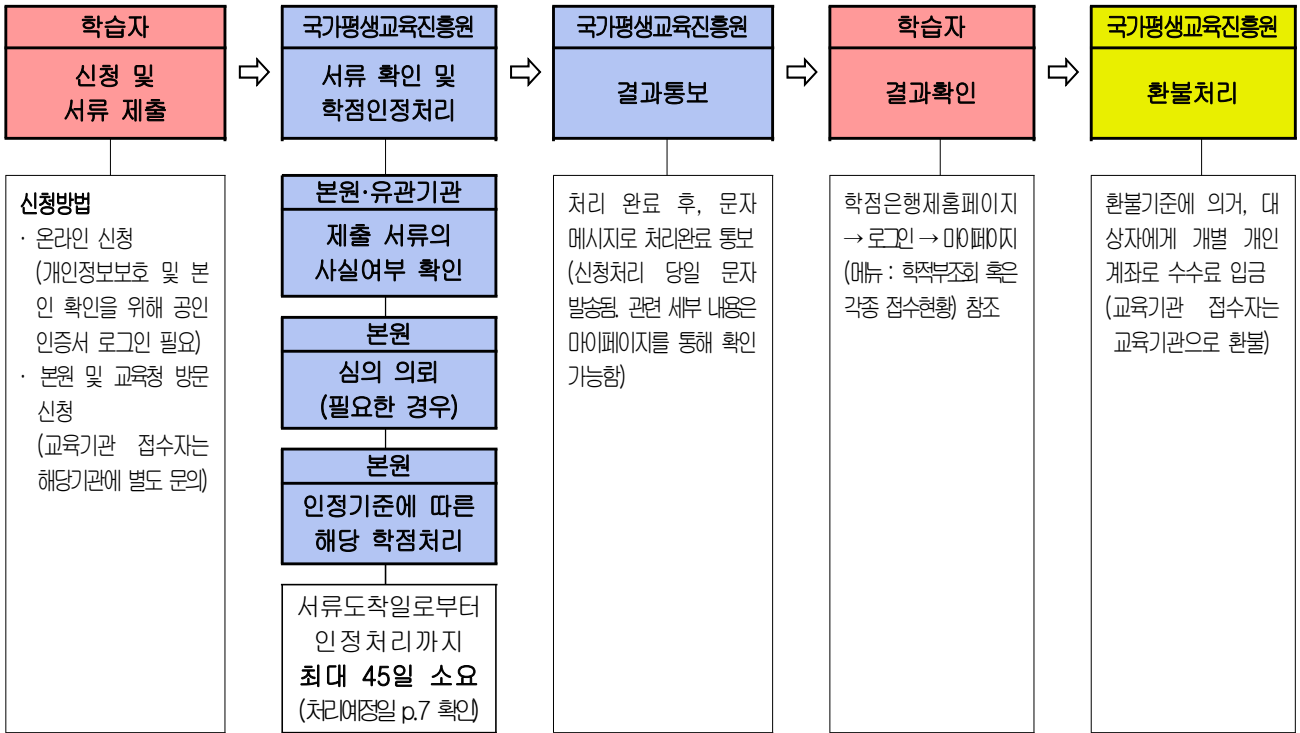 학습자
신청 및
서류 제출
국가평생교육진흥원
서류 확인 및
학점인정처리
국가평생교육진흥원
결과통보
학습자
결과확인
국가평생교육진흥원
환불처리
신청방법
· 온라인 신청
(개인정보보호 및 본
인 확인을 위해 공인
인증서 로그인 필요)
· 본원 및 교육청 방문
신청
(교육기관 접수자는
해당기관에 별도 문의)
본원·유관기관
제출 서류의
사실여부 확인
본원
심의 의뢰
(필요한 경우)
본원
인정기준에 따른
해당 학점처리
서류도착일로부터
인정처리까지
최대 45일 소요
(처리예정일 p.7 확인)
처리 완료 후, 문자
메시지로 처리완료 통보
(신청처리 당일 문자
발송됨. 관련 세부 내용은
마이페이지를 통해 확인
가능함)
학점은행제홈페이지
→ 로그인 → 마이페이지
(메뉴 : 학적부조회 혹은
각종 접수현황) 참조
환불기준에 의거, 대
상자에게 개별 개인
계좌로 수수료 입금
(교육기관 접수자는
교육기관으로 환불)